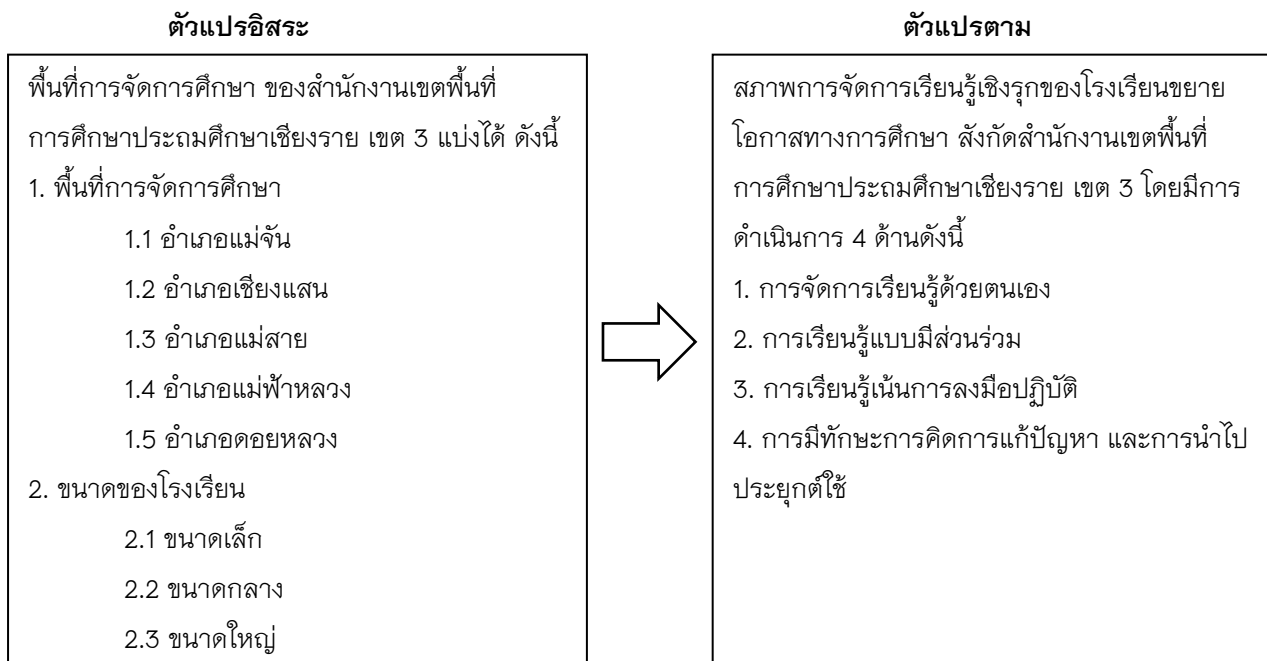 ตัวแปรอิสระ
พื้นที่การจัดการศึกษา ของสำนักงานเขตพื้นที่
การศึกษาประถมศึกษาเชียงราย เขต 3 แบ่งได้ ดังนี้
1. พื้นที่การจัดการศึกษา
1.1 อำเภอแม่จัน
1.2 อำเภอเชียงแสน
1.3 อำเภอแม่สาย
1.4 อำเภอแม่ฟ้าหลวง
1.5 อำเภอดอยหลวง
2. ขนาดของโรงเรียน
2.1 ขนาดเล็ก
2.2 ขนาดกลาง
2.3 ขนาดใหญ่
ตัวแปรตาม
สภาพการจัดการเรียนรู้เชิงรุกของโรงเรียนขยาย
โอกาสทางการศึกษา สังกัดสำนักงานเขตพื้นที่
การศึกษาประถมศึกษาเชียงราย เขต 3 โดยมีการ
ดำเนินการ 4 ด้านดังนี้
1. การจัดการเรียนรู้ด้วยตนเอง
2. การเรียนรู้แบบมีส่วนร่วม
3. การเรียนรู้เน้นการลงมือปฏิบัติ
4. การมีทักษะการคิดการแก้ปัญหา และการนำไป
ประยุกต์ใช้